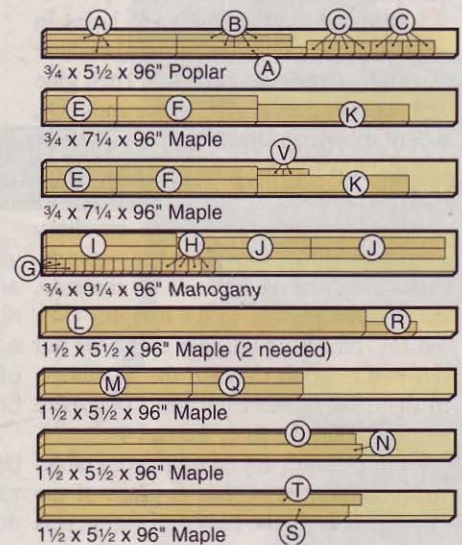 A B C C
A
¾ x 5½ x 96" Poplar
E F K
¾ x 7¼ x 96" Maple
V
E F K
¾ x 7¼ x 96" Maple
I H J J
G
¾ x 9¼ x 96" Mahogany
L R
1½ x 5½ x 96" Maple (2 needed)
M Q
1½ x 5½ x 96" Maple
O N
1½ x 5½ x 96" Maple
T
S
1½ x 5½ x 96" Maple